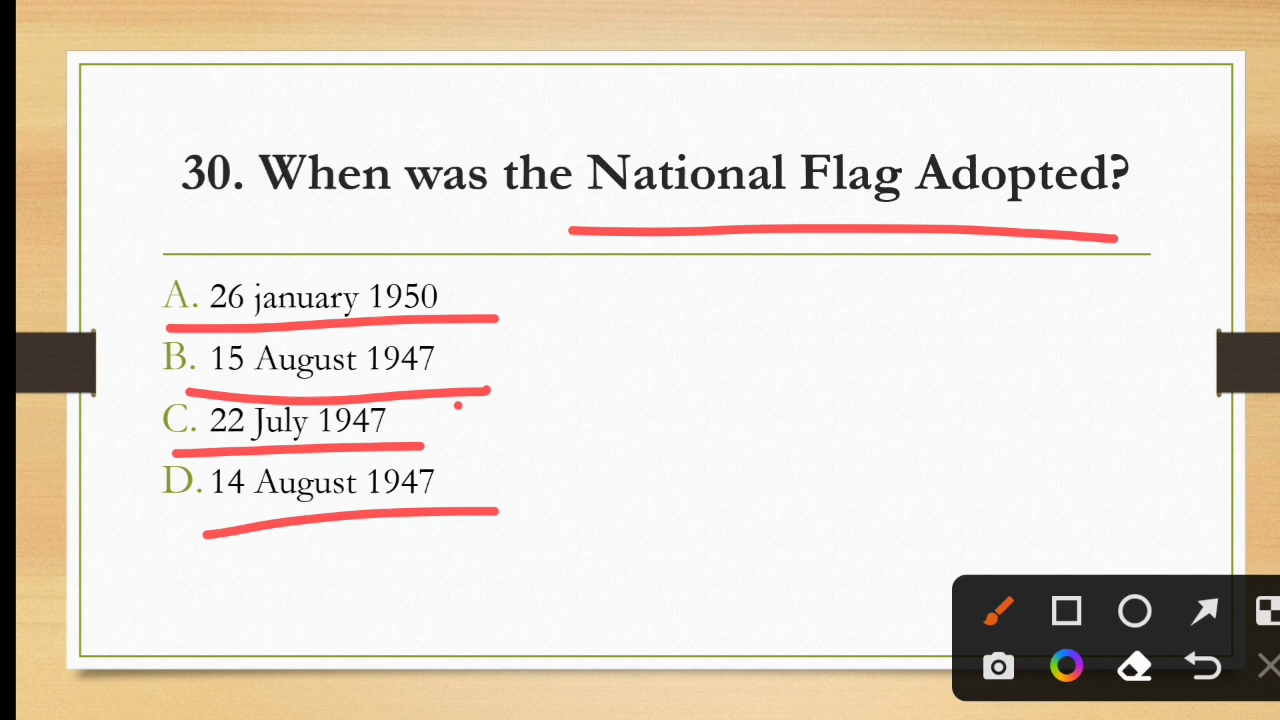 30. When was the National Flag Adopted?
A. 26 january 1950
B. 15 August 1947
C. 22 July 1947
D. 14 August 1947